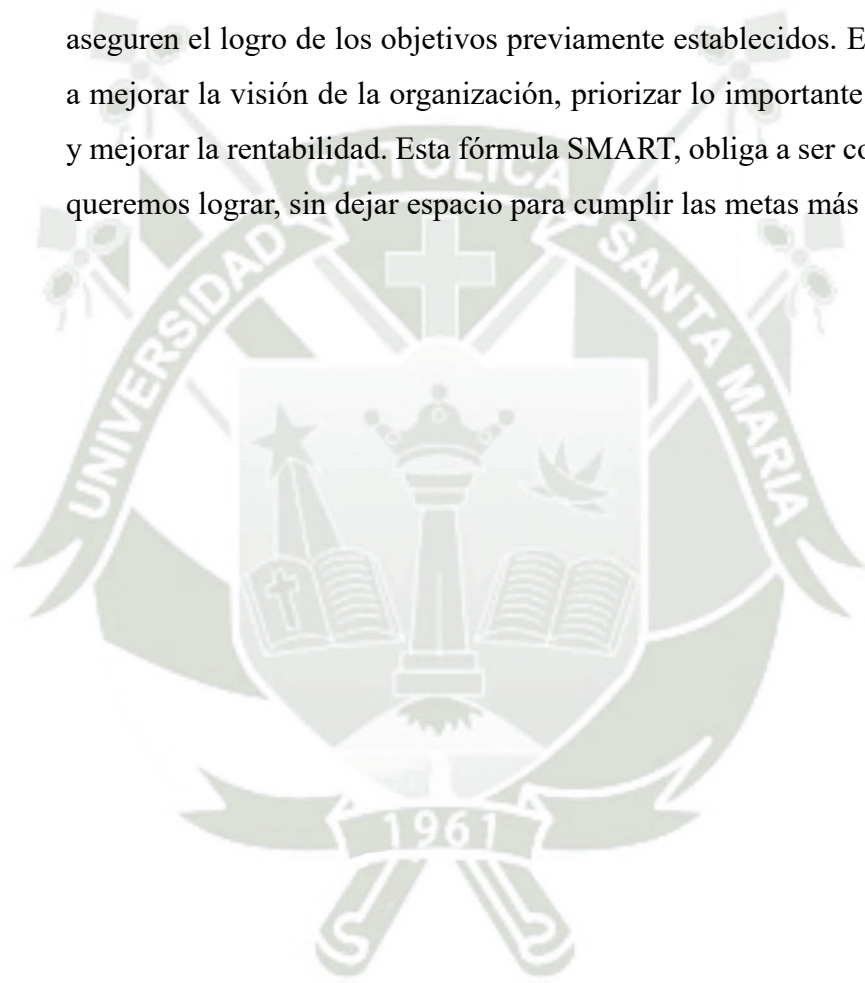 aseguren el logro de los objetivos previamente establecidos. E
a mejorar la visión de la organización, priorizar lo importante
y mejorar la rentabilidad. Esta fórmula SMART, obliga a ser co
queremos lograr, sin dejar espacio para cumplir las metas más
UNIVERSIDAD CATOLICA SANTA MARIA
1961